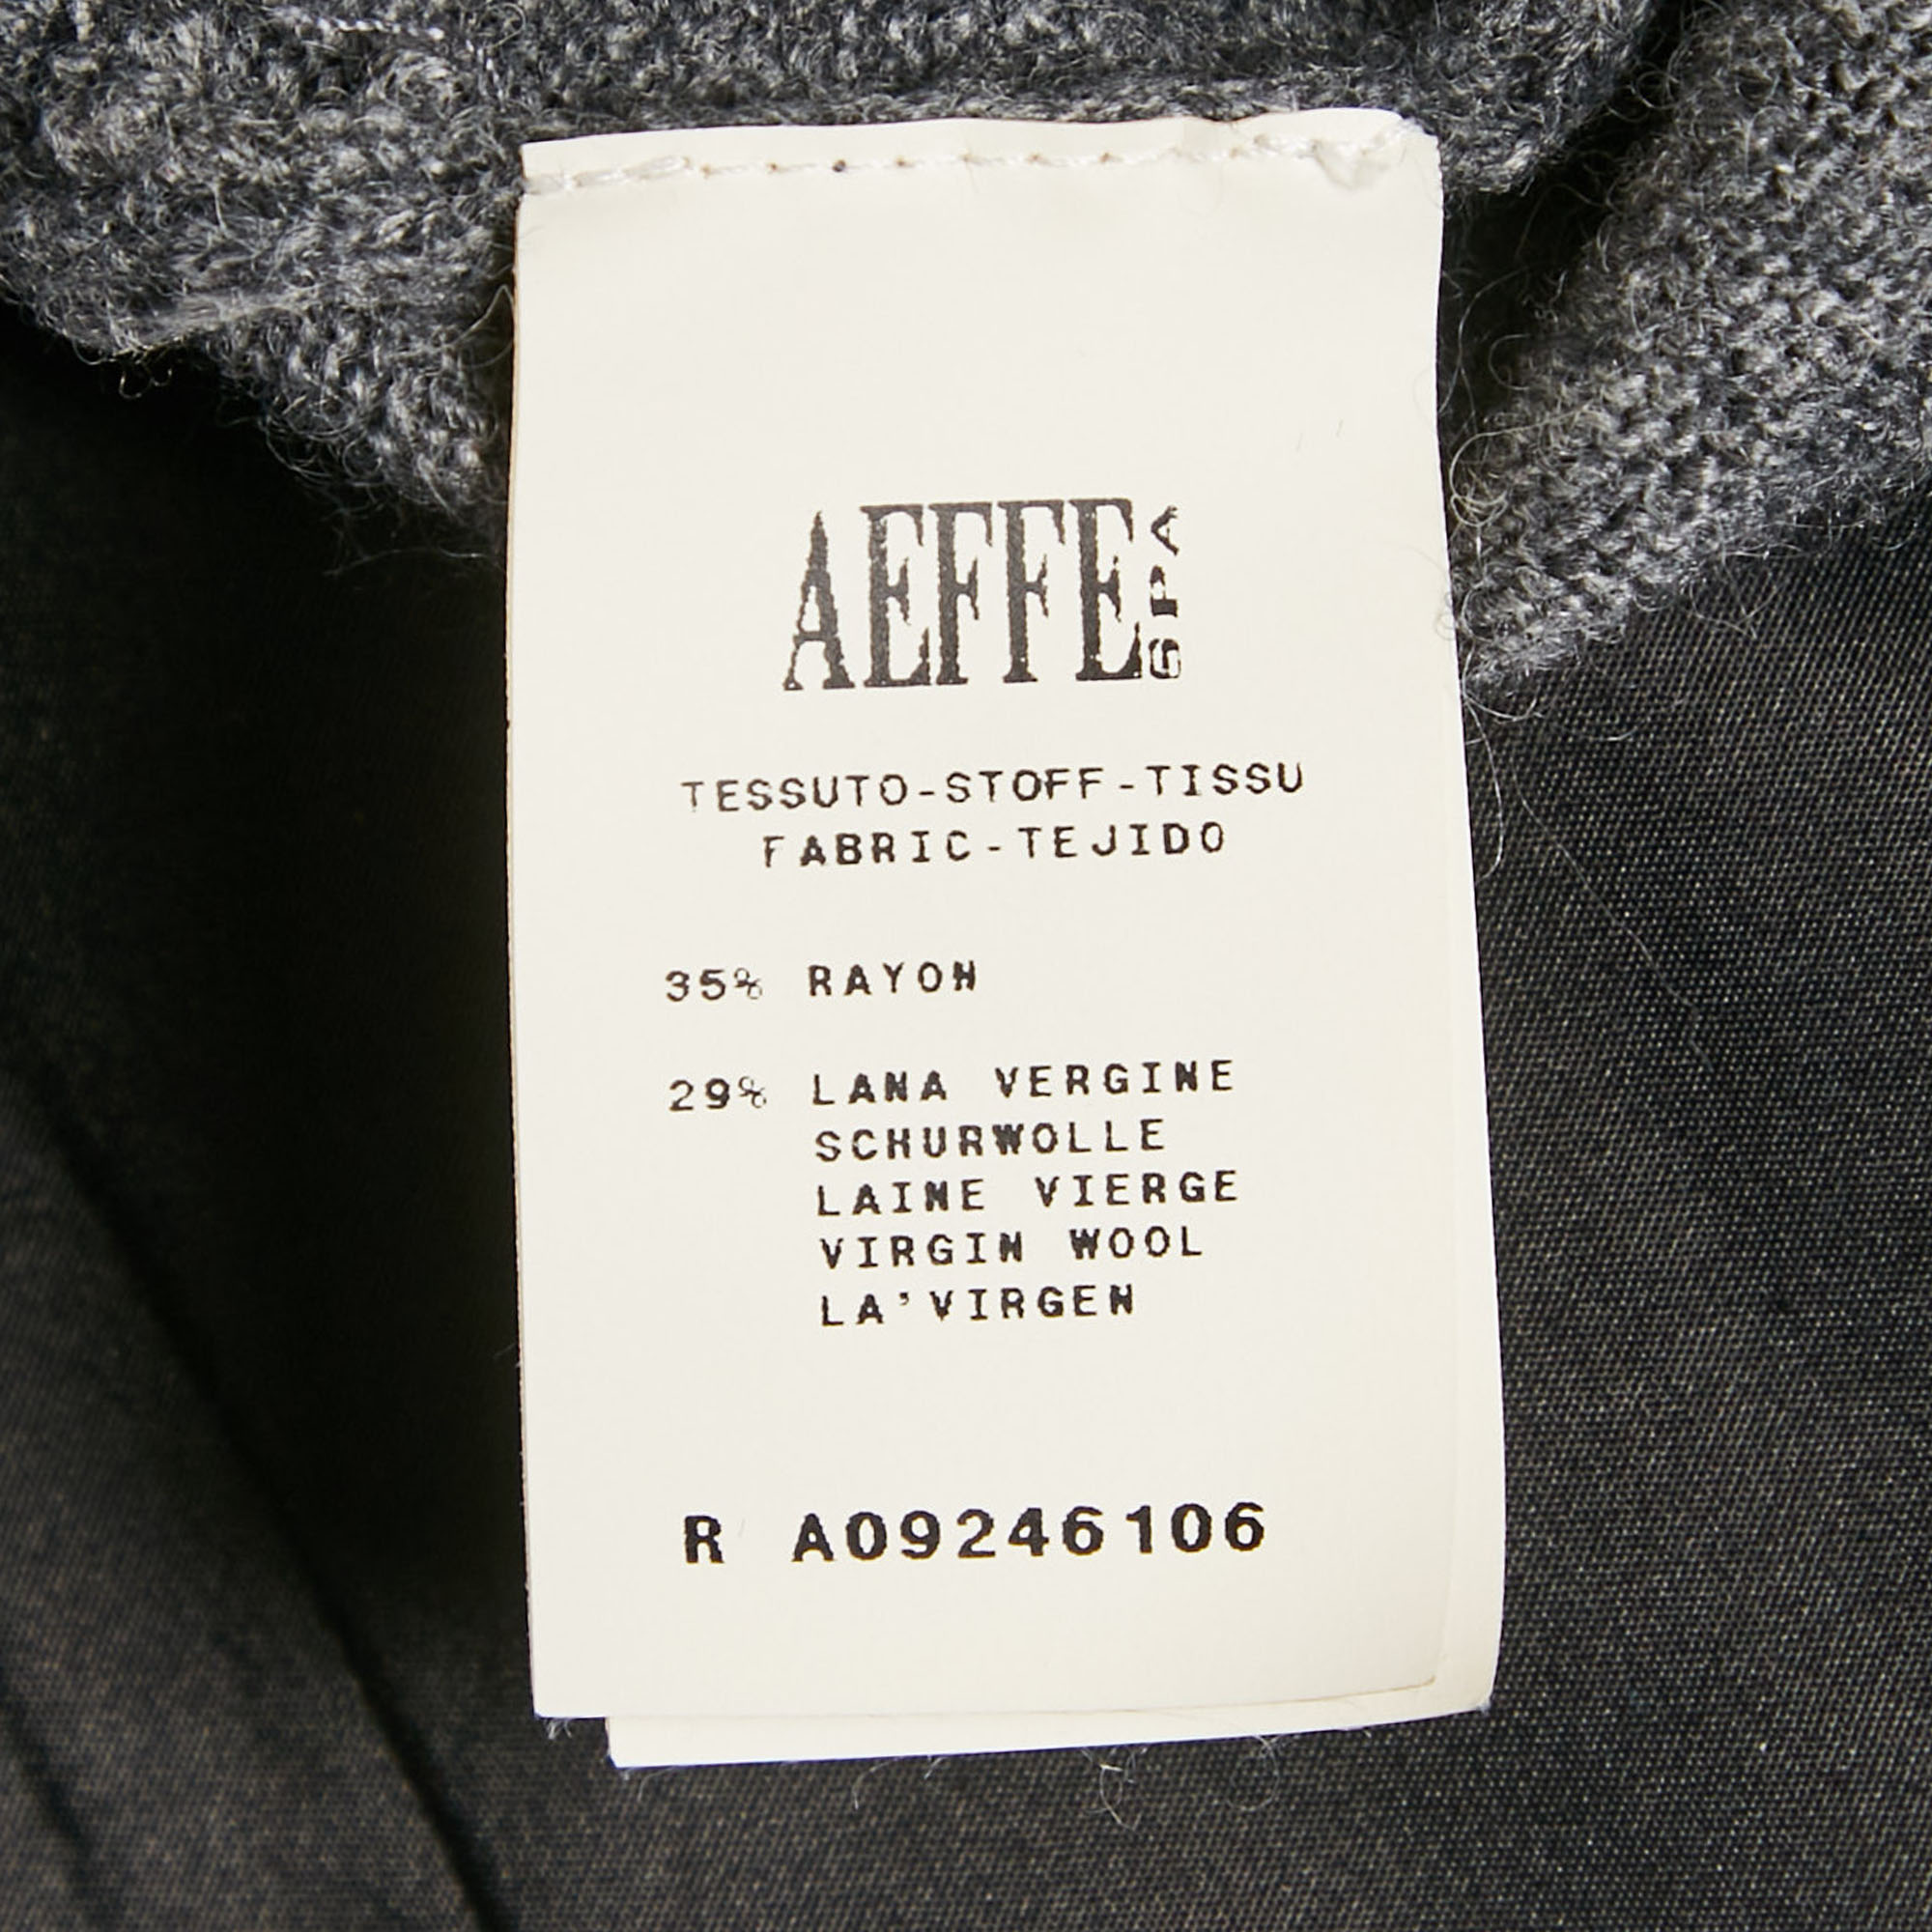 AEFFE SPA
TESSUTO-STOFF-TISSU
FABRIC-TEJIDO
35% RAYON
29% LANA VERGINE
SCHURWOLLE
LAINE VIERGE
VIRGIN WOOL
LA'VIRGEN
R A09246106